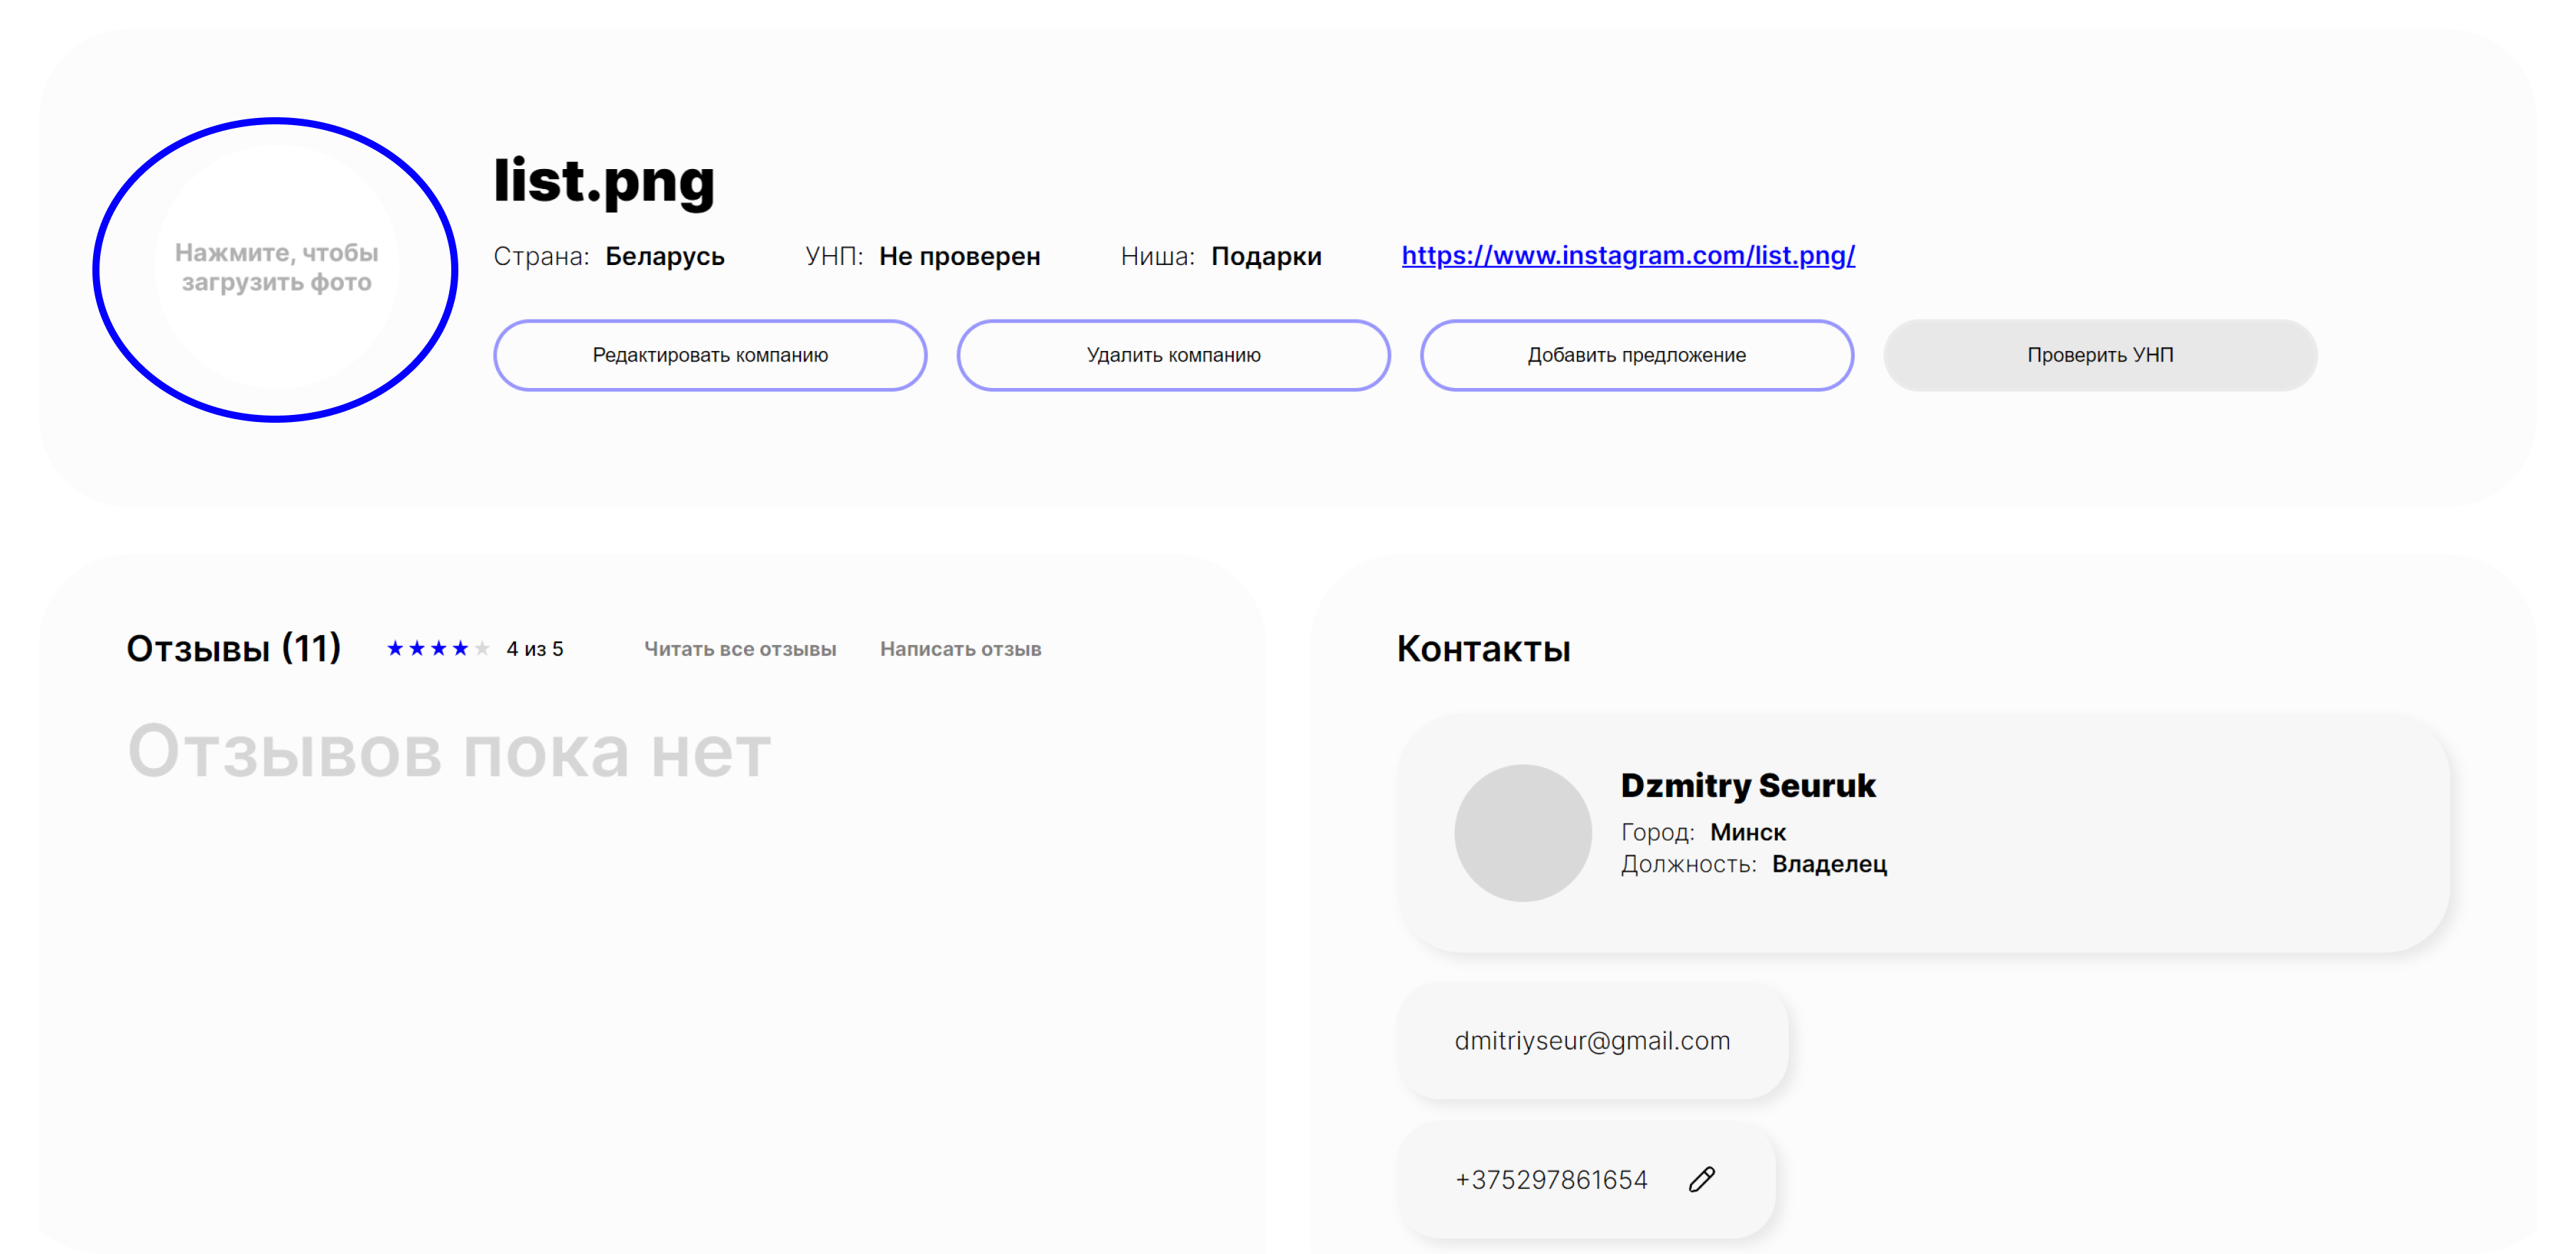 list.png
Нажмите, чтобы
загрузить фото
Страна: Беларусь УНП: Не проверен Ниша: Подарки https://www.instagram.com/list.png/
Редактировать компанию Удалить компанию Добавить предложение Проверить УНП
Отзывы (11) 4 из 5 Читать все отзывы Написать отзыв
Отзывов пока нет
Контакты
Dzmitry Seuruk
Город: Минск
Должность: Владелец
dmitriyseur@gmail.com
+375297861654